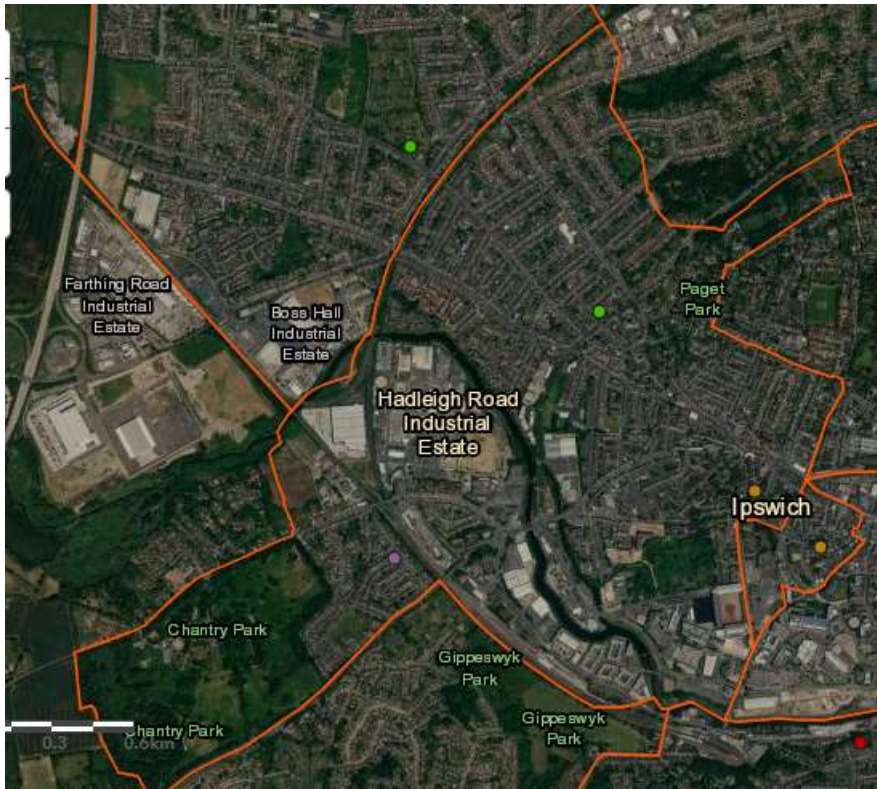 Farthing Road
Industrial
Estate
Boss Hall
Industrial
Estate
Paget
Park
Hadleigh Road
Industrial
Estate
Ipswich
Chantry Park
Gippeswyk
Park
Gippeswyk
Park
Chantry Park
0.3 0.6km